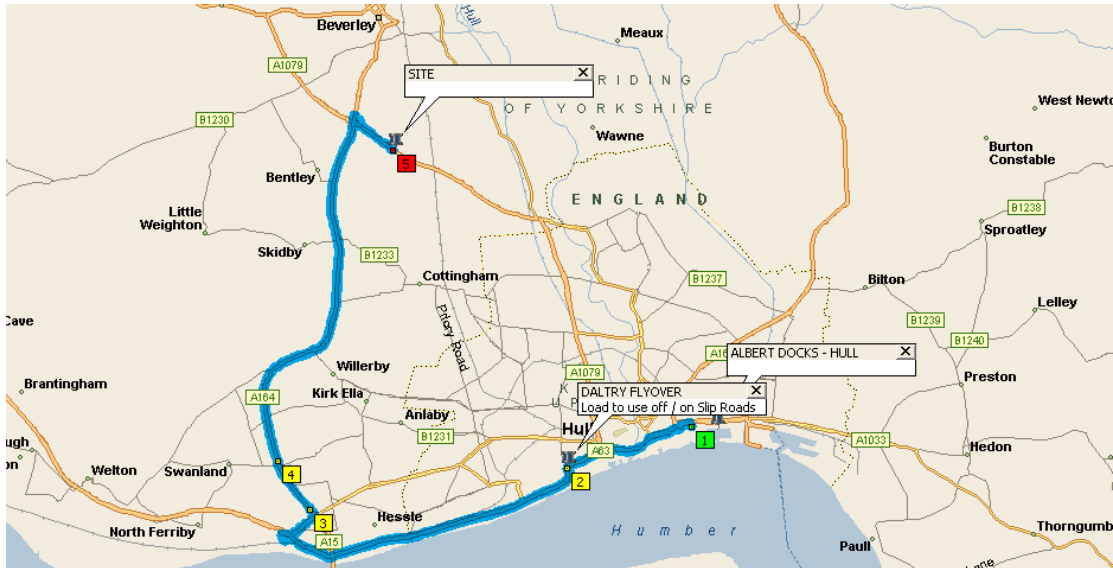 Beverley
Hull
Meaux
A1079
SITE
RIDING
OF YORKSHIRE
West Newton
B1230
Wawne
Burton
Constable
Bentley
5
ENGLAND
Little
Weighton
B1238
Sproatley
Skidby
B1233
Cottingham
B1237
Bilton
Lelley
Cave
Priory Road
B1239
B1240
Willerby
ALBERT DOCKS - HULL
Brantingham
A164
Kirk Ella
A1079
DALTRY FLYOVER
Load to use off / on Slip Roads
Preston
Anlaby
B1231
Hull
1
A1033
A63
Hedon
Welton
Swanland
4
2
North Ferriby
3
Hessle
A15
Humber
Paull
Thorngumb